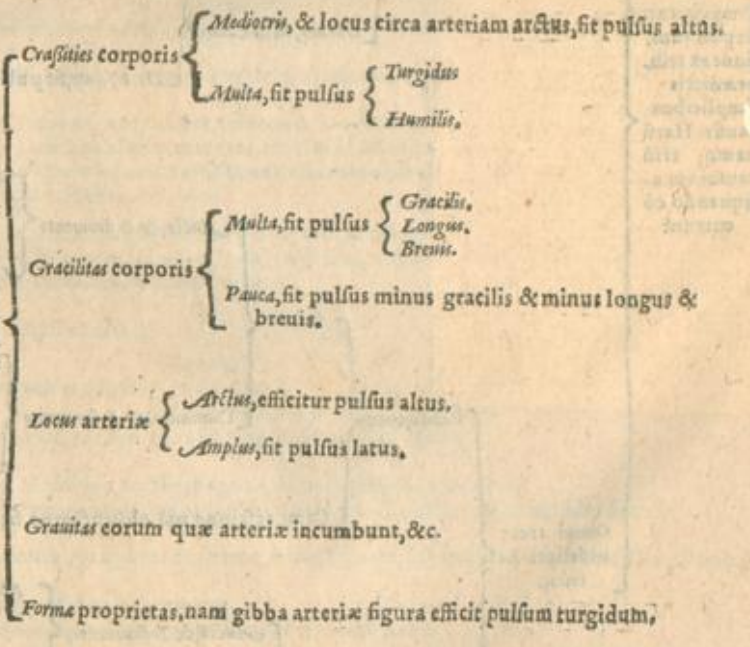 Mediocris, & locus circa arteriam arctus, fit pulsus altus.
Craßities corporis
Multa, fit pulsus
Turgidus
Humilis.
Gracilitas corporis
Multa, fit pulsus
Gracilis.
Longus.
Breuis.
Pauca, fit pulsus minus gracilis & minus longus &
breuis.
Locus arteriæ
Arctus, efficitur pulsus altus.
Amplus, fit pulsus latus.
Grauitas eorum quæ arteriæ incumbunt, &c.
Formæ proprietas, nam gibba arteriæ figura efficit pulsum turgidum.